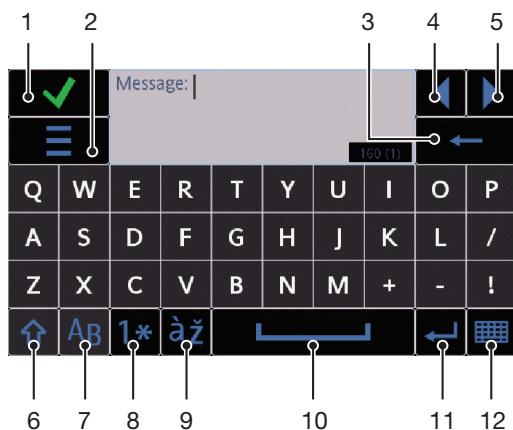 1 2 3 4 5
Message:
160 (1)
Q W E R T Y U I O P
A S D F G H J K L /
Z X C V B N M + - !
AB 1* àž
6 7 8 9 10 11 12